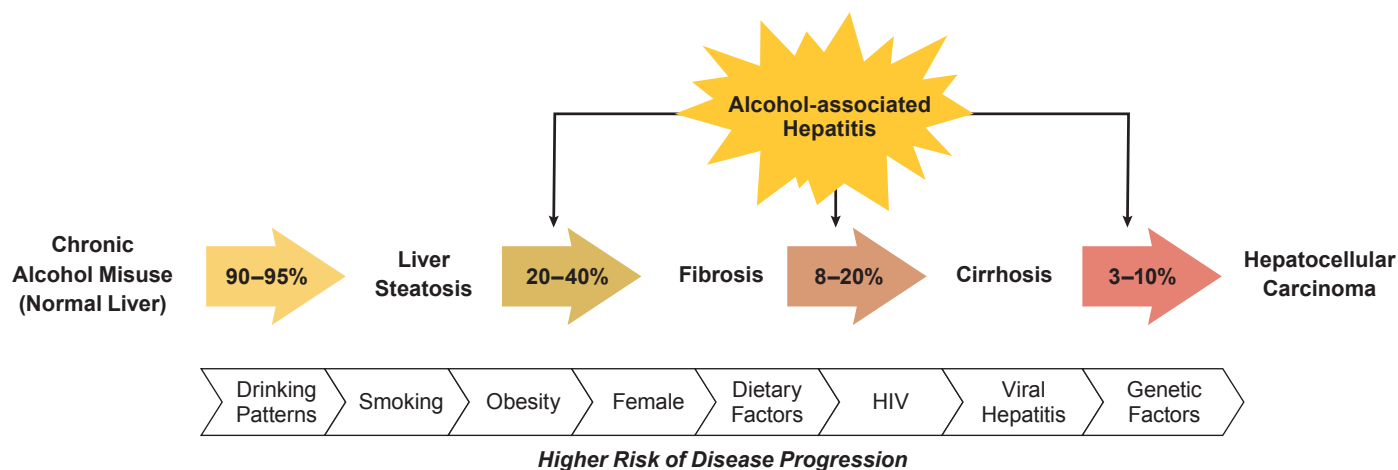 Alcohol-associated
Hepatitis
Chronic
Alcohol Misuse
(Normal Liver)
90–95%
Liver
Steatosis
20–40%
Fibrosis
8–20%
Cirrhosis
3–10%
Hepatocellular
Carcinoma
Drinking
Patterns
Smoking
Obesity
Female
Dietary
Factors
HIV
Viral
Hepatitis
Genetic
Factors
Higher Risk of Disease Progression